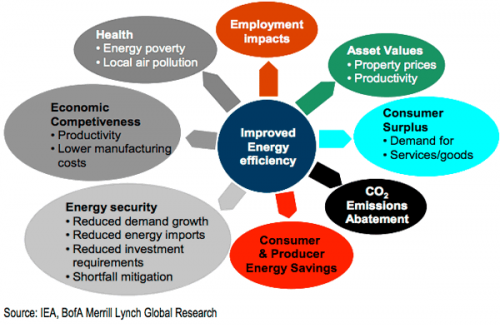 Health
• Energy poverty
• Local air pollution
Employment
impacts
Asset Values
• Property prices
• Productivity
Economic
Competiveness
• Productivity
• Lower manufacturing
costs
Improved
Energy
efficiency
Consumer
Surplus
• Demand for
• Services/goods
Energy security
• Reduced demand growth
• Reduced energy imports
• Reduced investment
requirements
• Shortfall mitigation
Consumer
& Producer
Energy Savings
CO₂
Emissions
Abatement
Source: IEA, BofA Merrill Lynch Global Research